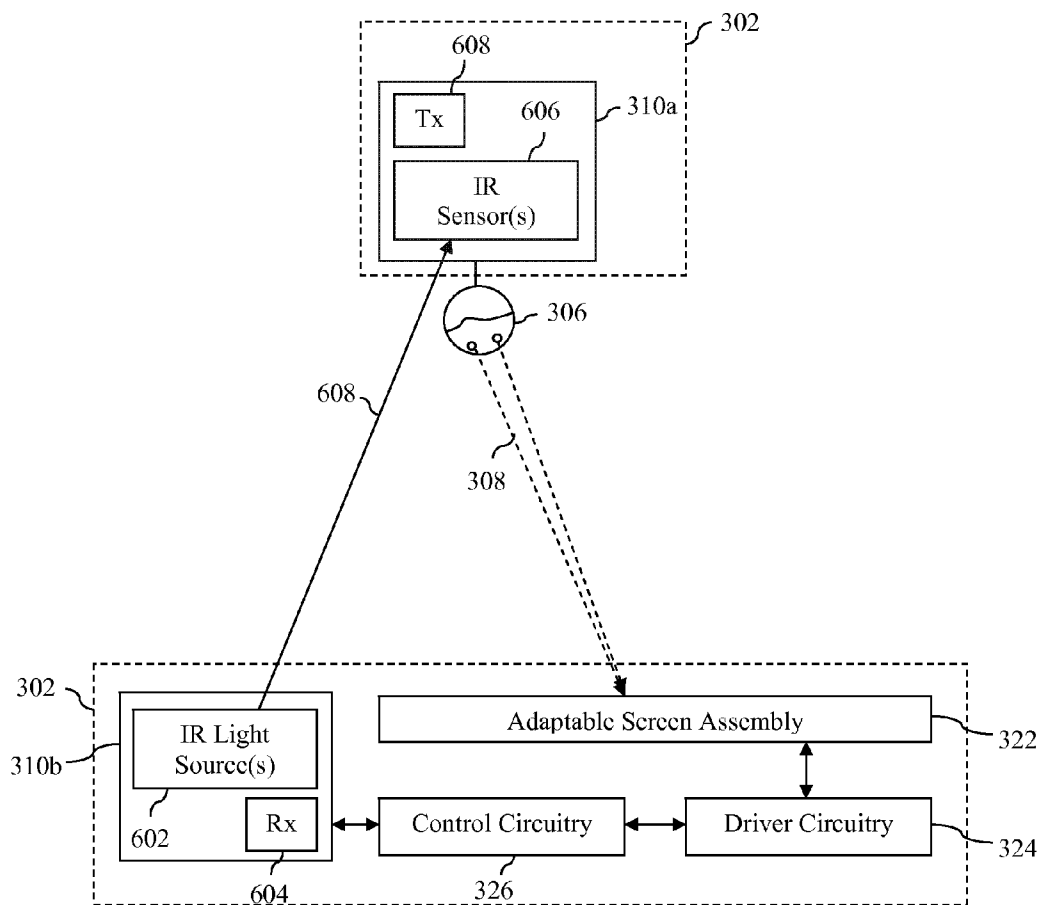 302
608
310a
Tx
606
IR
Sensor(s)
306
608
308
302
IR Light
Source(s)
Adaptable Screen Assembly
322
310b
602
Rx
Control Circuitry
Driver Circuitry
324
604
326